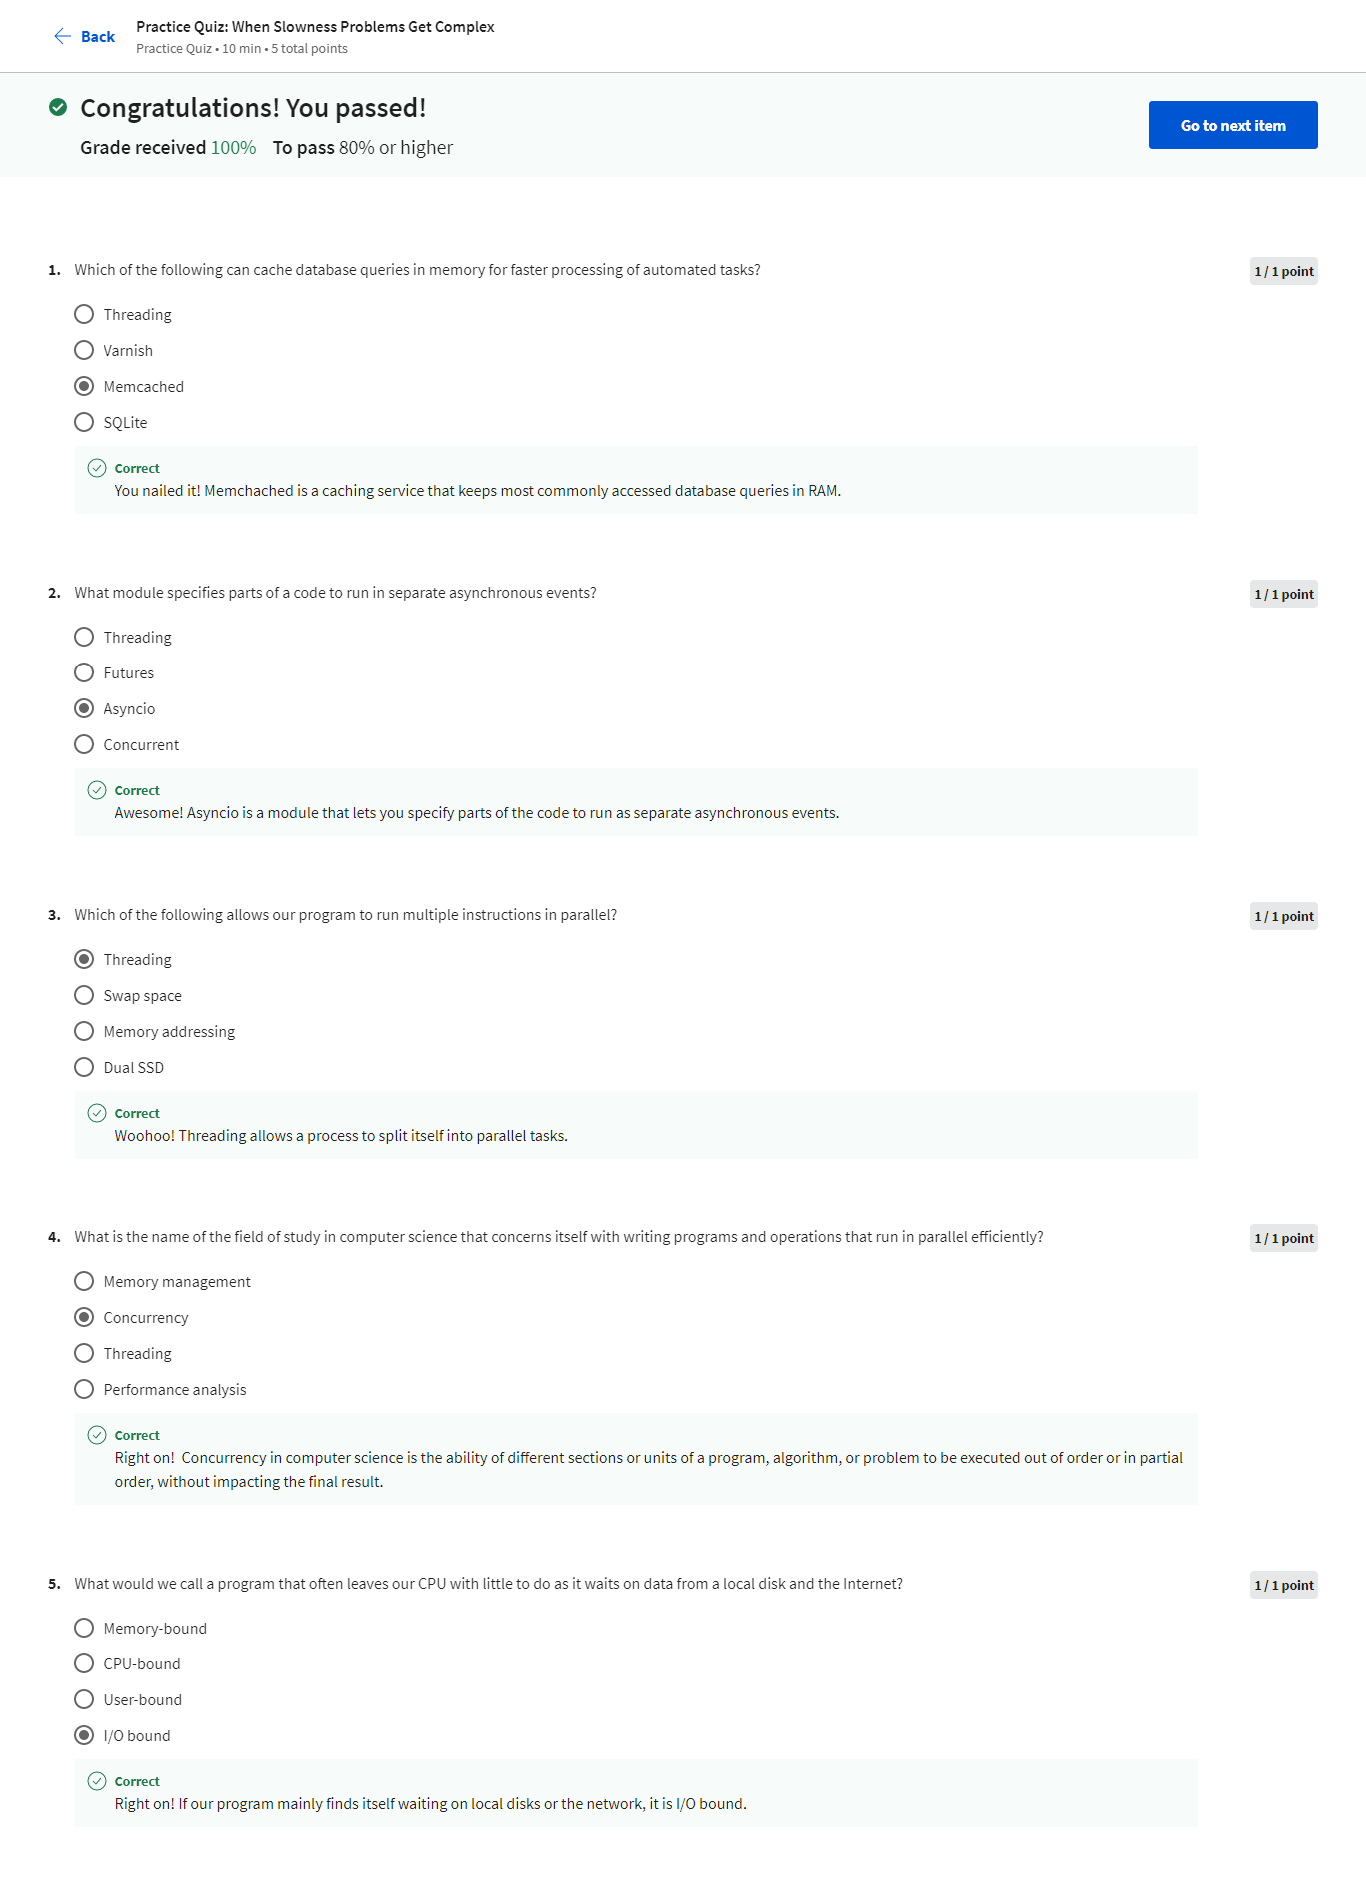 Back
Practice Quiz: When Slowness Problems Get Complex
Practice Quiz • 10 min • 5 total points
Congratulations! You passed!
Grade received 100% To pass 80% or higher
Go to next item
1. Which of the following can cache database queries in memory for faster processing of automated tasks?
1 / 1 point
Threading
Varnish
Memcached
SQLite
Correct
You nailed it! Memchached is a caching service that keeps most commonly accessed database queries in RAM.
2. What module specifies parts of a code to run in separate asynchronous events?
1 / 1 point
Threading
Futures
Asyncio
Concurrent
Correct
Awesome! Asyncio is a module that lets you specify parts of the code to run as separate asynchronous events.
3. Which of the following allows our program to run multiple instructions in parallel?
1 / 1 point
Threading
Swap space
Memory addressing
Dual SSD
Correct
Woohoo! Threading allows a process to split itself into parallel tasks.
4. What is the name of the field of study in computer science that concerns itself with writing programs and operations that run in parallel efficiently?
1 / 1 point
Memory management
Concurrency
Threading
Performance analysis
Correct
Right on!  Concurrency in computer science is the ability of different sections or units of a program, algorithm, or problem to be executed out of order or in partial
order, without impacting the final result.
5. What would we call a program that often leaves our CPU with little to do as it waits on data from a local disk and the Internet?
1 / 1 point
Memory-bound
CPU-bound
User-bound
I/O bound
Correct
Right on! If our program mainly finds itself waiting on local disks or the network, it is I/O bound.